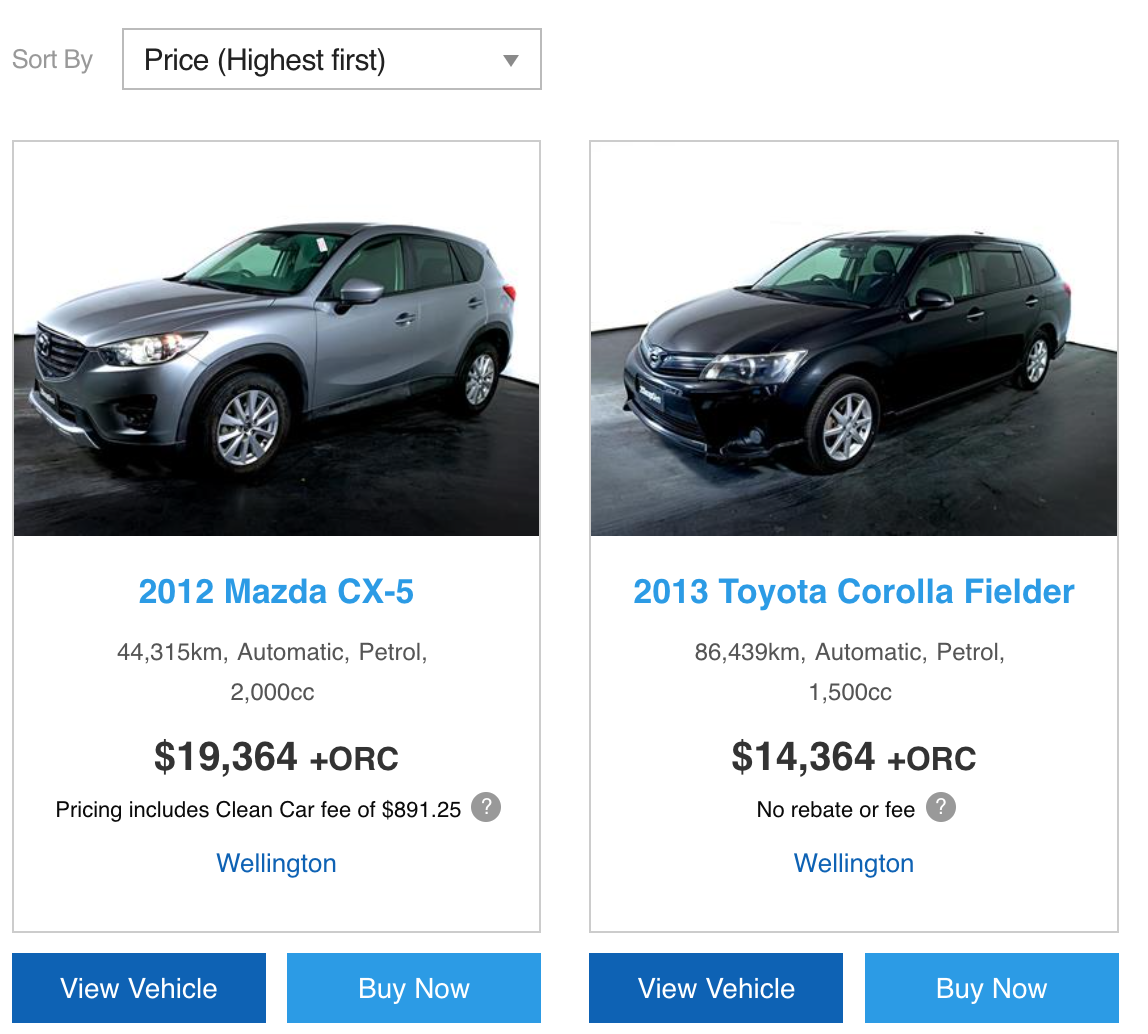 Sort By
Price (Highest first)
2012 Mazda CX-5
44,315km, Automatic, Petrol,
2,000cc
$19,364 +ORC
Pricing includes Clean Car fee of $891.25 ?
Wellington
View Vehicle
Buy Now
2013 Toyota Corolla Fielder
86,439km, Automatic, Petrol,
1,500cc
$14,364 +ORC
No rebate or fee ?
Wellington
View Vehicle
Buy Now